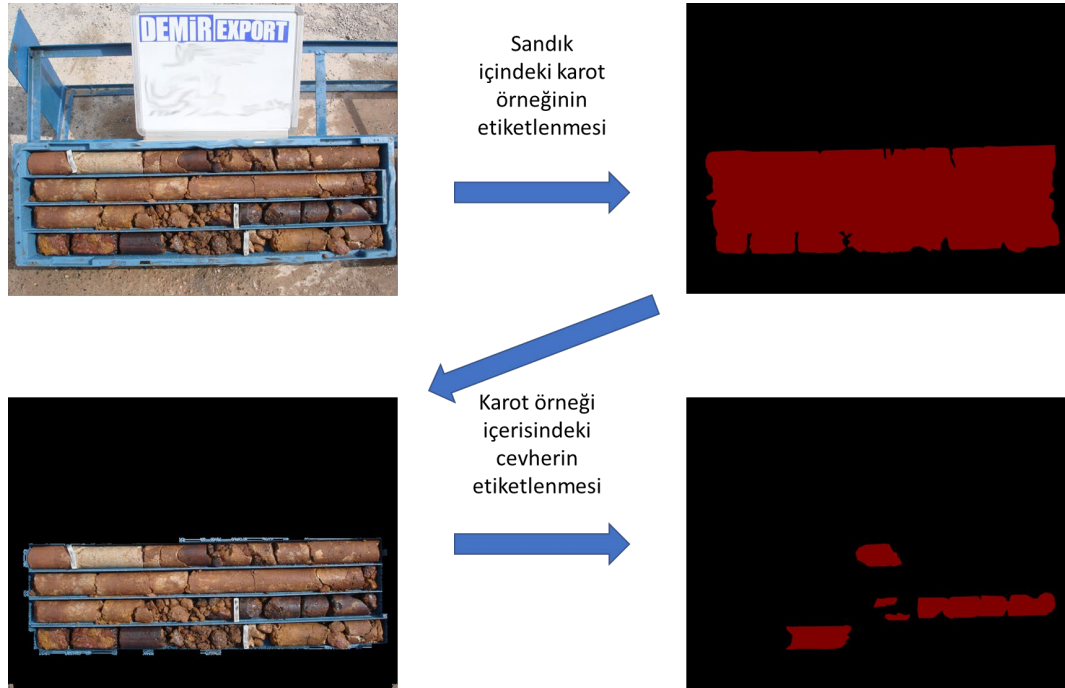 DEMİR EXPORT
Sandık
içindeki karot
örneğinin
etiketlenmesi
Karot örneği
içerisindeki
cevherin
etiketlenmesi